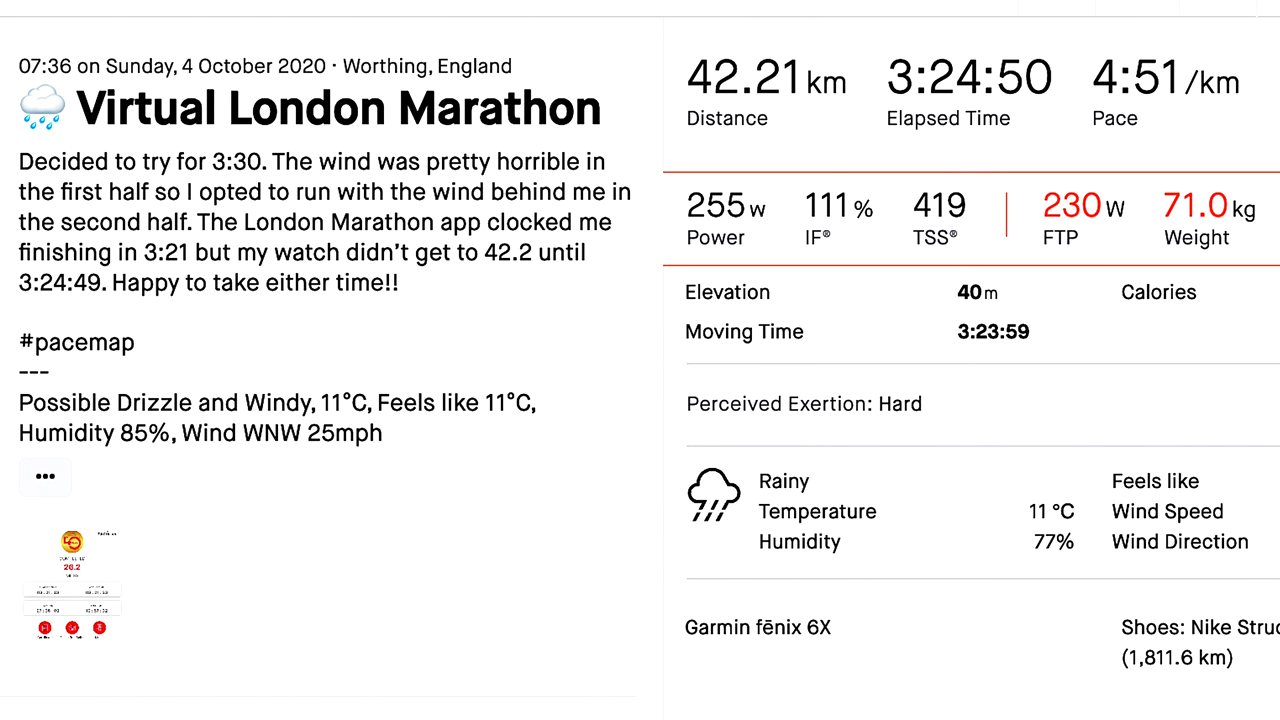 07:36 on Sunday, 4 October 2020 · Worthing, England
Virtual London Marathon
Decided to try for 3:30. The wind was pretty horrible in
the first half so I opted to run with the wind behind me in
the second half. The London Marathon app clocked me
finishing in 3:21 but my watch didn't get to 42.2 until
3:24:49. Happy to take either time!!
#pacemap
---
Possible Drizzle and Windy, 11°C, Feels like 11°C,
Humidity 85%, Wind WNW 25mph
•••
26.2
42.21 km 3:24:50 4:51 /km
Distance Elapsed Time Pace
255 W 111 % 419 230 W 71.0 kg
Power IF® TSS® FTP Weight
Elevation 40 m Calories
Moving Time 3:23:59
Perceived Exertion: Hard
Rainy Feels like
Temperature 11 °C Wind Speed
Humidity 77% Wind Direction
Garmin fēnix 6X Shoes: Nike Struc
(1,811.6 km)